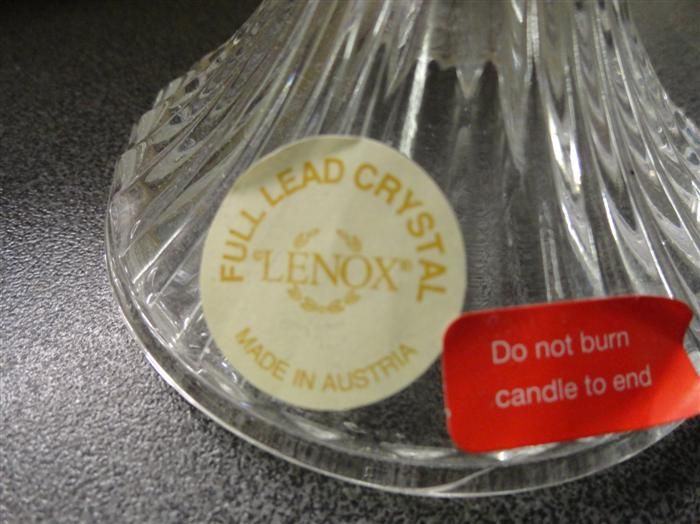 FULL LEAD CRYSTAL
LENOX®
MADE IN AUSTRIA
Do not burn
candle to end